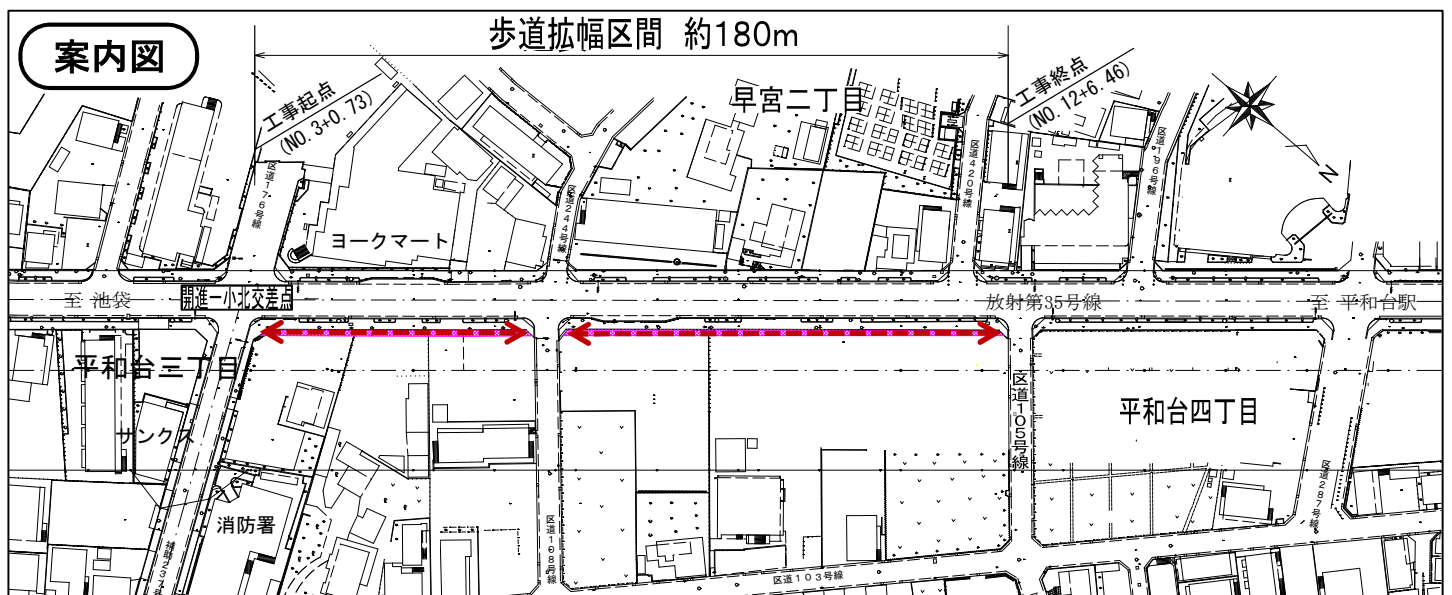 案内図
歩道拡幅区間 約180m
工事起点
(NO.3+0.73)
早宮二丁目
工事終点
(NO.12+6.46)
N
区道176号線
区道244号線
区道420号線
区道196号線
ヨークマート
至 池袋
開進一小北交差点
放射第35号線
至 平和台駅
平和台三丁目
サンクス
消防署
補助237号
区道108号線
区道105号線
平和台四丁目
区道287号線
区道103号線